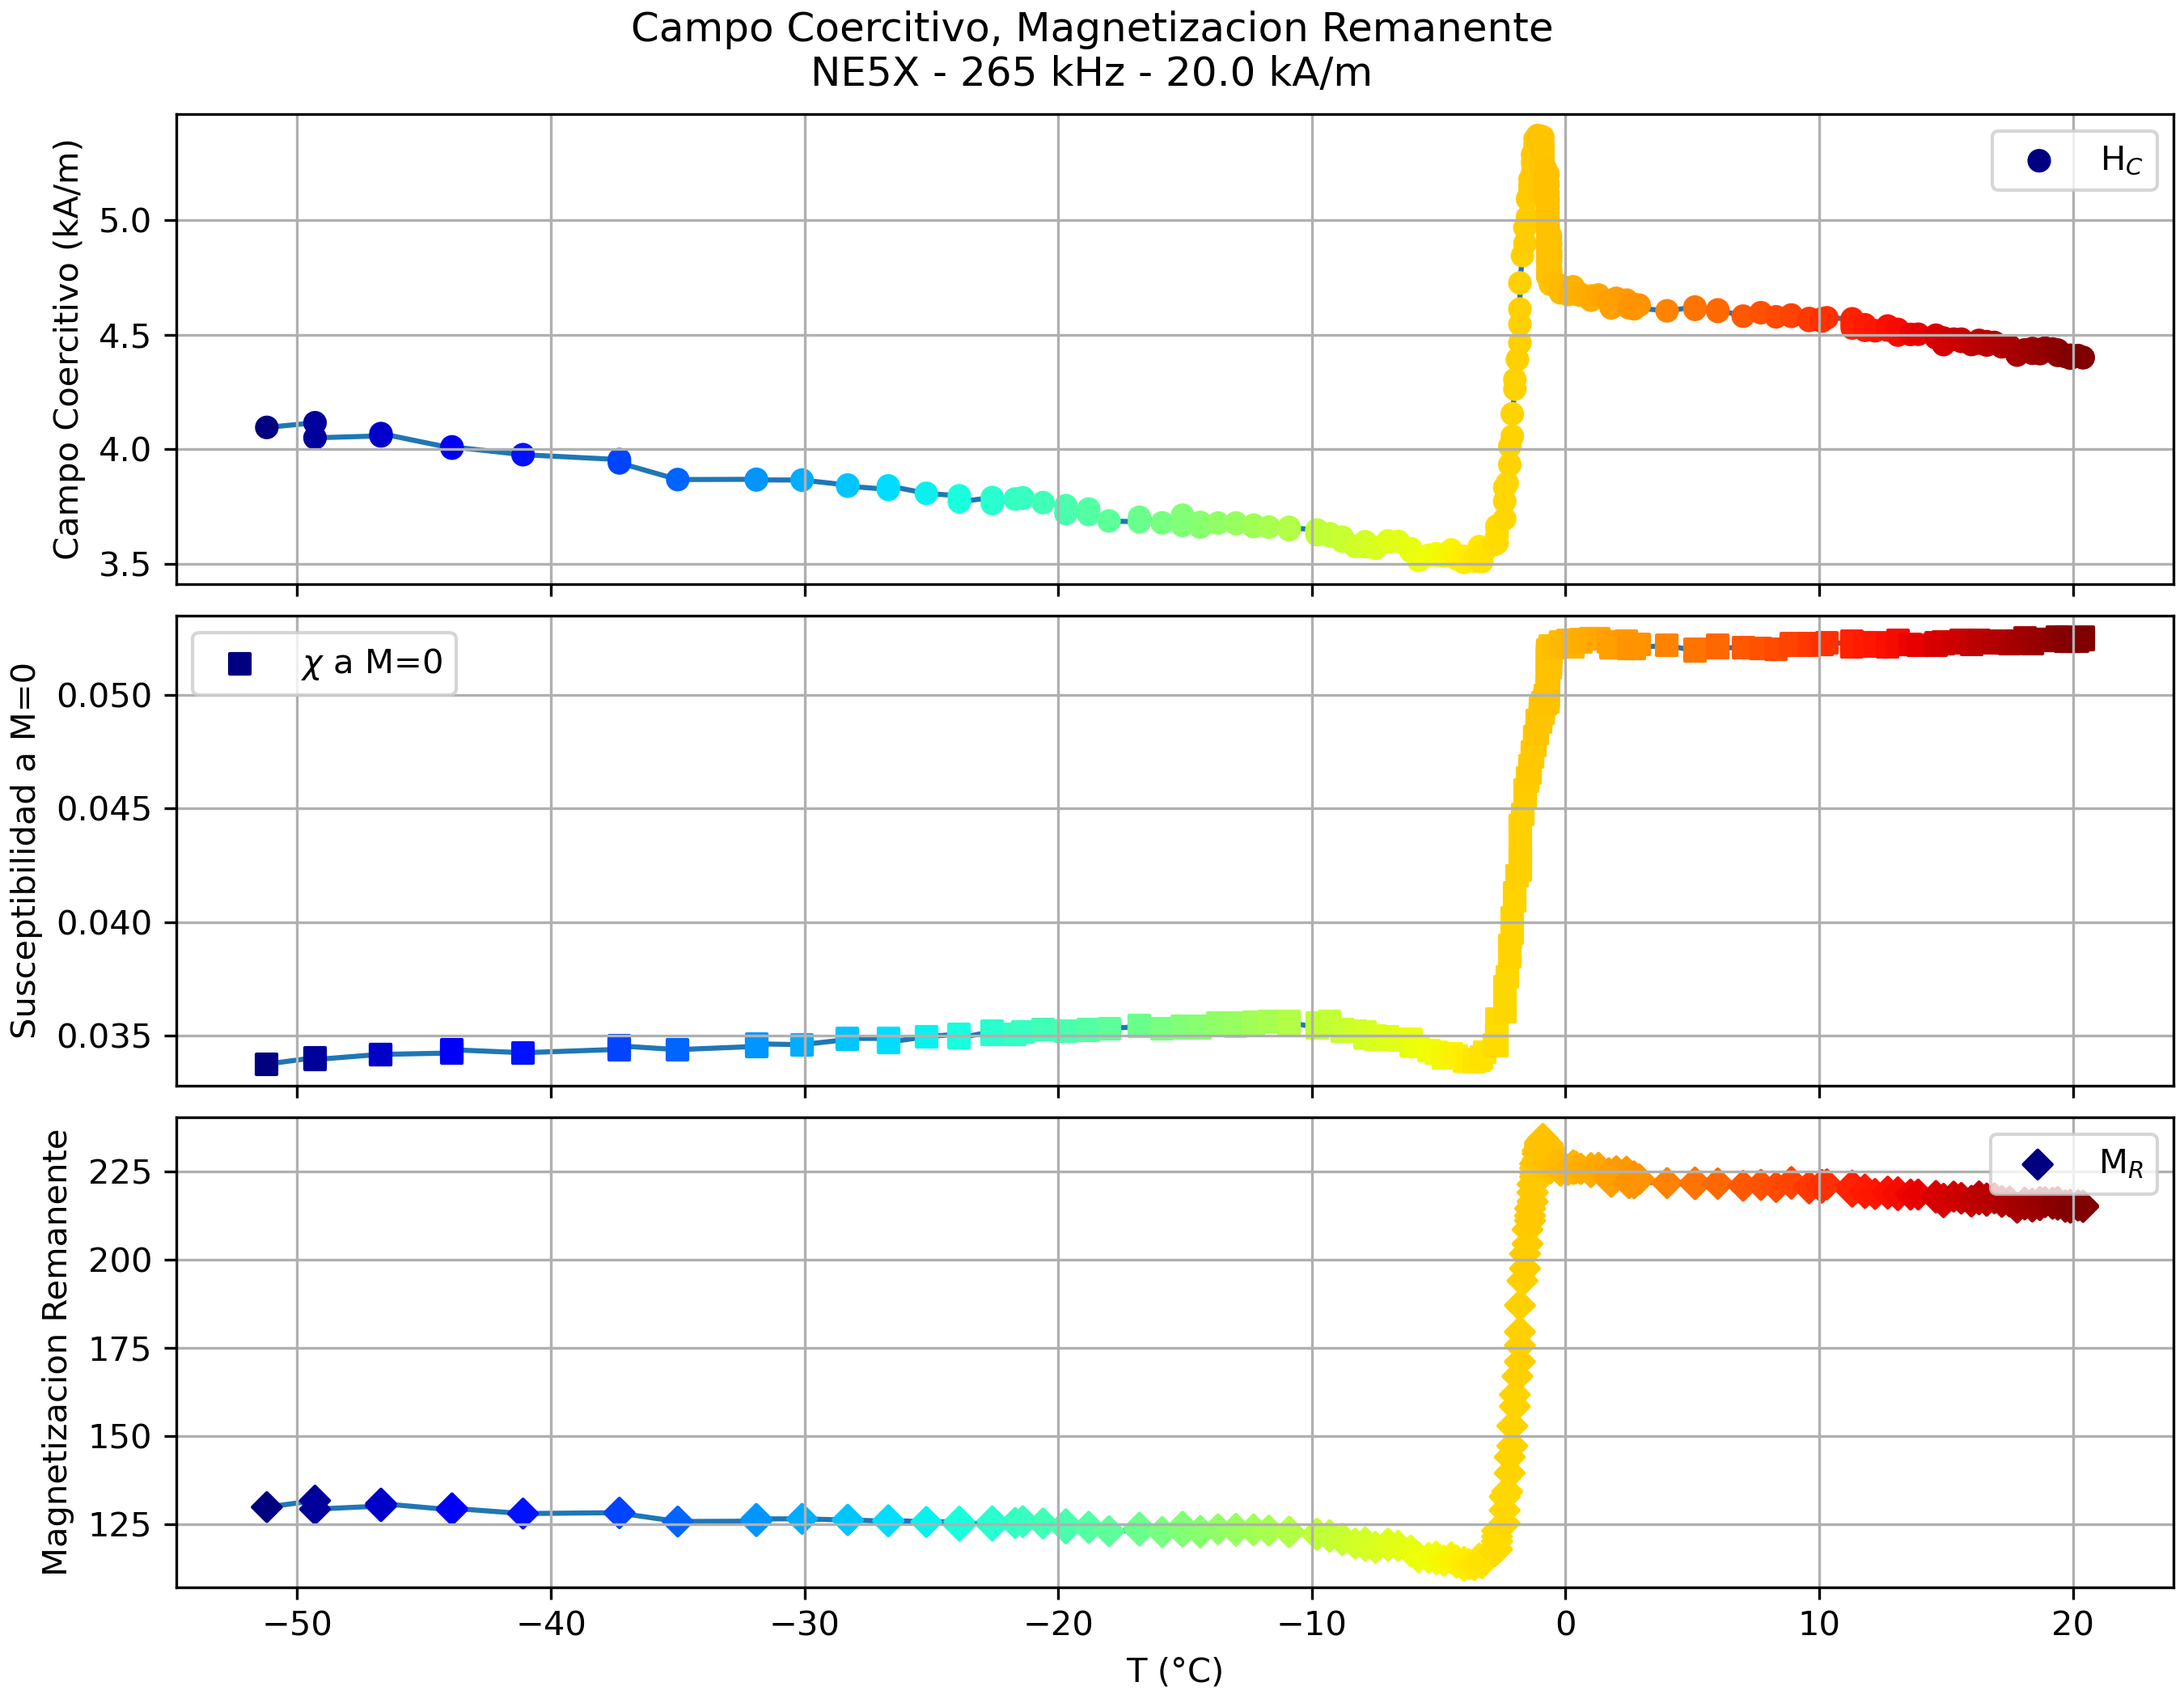 Campo Coercitivo, Magnetizacion Remanente
NE5X - 265 kHz - 20.0 kA/m
Campo Coercitivo (kA/m)
5.0
4.5
4.0
3.5
H_C
Susceptibilidad a M=0
0.050
0.045
0.040
0.035
χ a M=0
Magnetizacion Remanente
225
200
175
150
125
M_R
−50 −40 −30 −20 −10 0 10 20
T (°C)